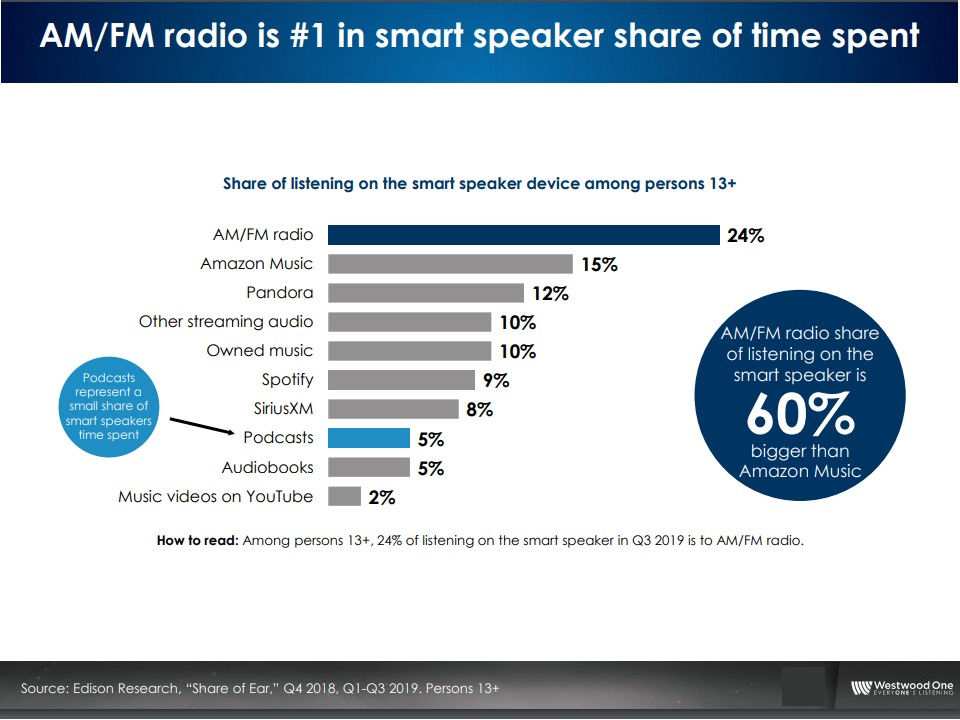 AM/FM radio is #1 in smart speaker share of time spent
Share of listening on the smart speaker device among persons 13+
AM/FM radio 24%
Amazon Music 15%
Pandora 12%
Other streaming audio 10%
Owned music 10%
Spotify 9%
SiriusXM 8%
Podcasts 5%
Audiobooks 5%
Music videos on YouTube 2%
Podcasts
represent a
small share of
smart speakers
time spent
AM/FM radio share
of listening on the
smart speaker is
60%
bigger than
Amazon Music
How to read: Among persons 13+, 24% of listening on the smart speaker in Q3 2019 is to AM/FM radio.
Source: Edison Research, “Share of Ear,” Q4 2018, Q1-Q3 2019. Persons 13+
Westwood One
EVERYONE'S LISTENING